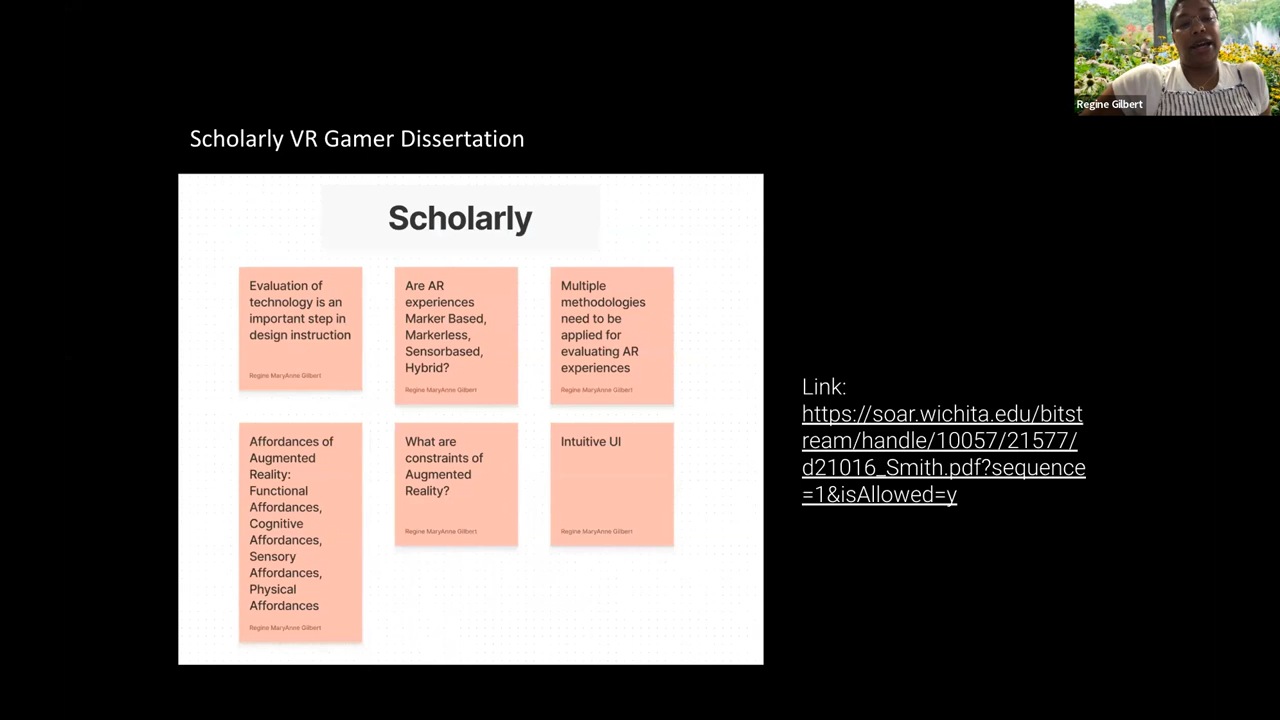 Regine Gilbert
Scholarly VR Gamer Dissertation
Scholarly
Evaluation of
technology is an
important step in
design instruction
Regine MaryAnne Gilbert
Are AR
experiences
Marker Based,
Markerless,
Sensorbased,
Hybrid?
Regine MaryAnne Gilbert
Multiple
methodologies
need to be
applied for
evaluating AR
experiences
Regine MaryAnne Gilbert
Affordances of
Augmented
Reality:
Functional
Affordances,
Cognitive
Affordances,
Sensory
Affordances,
Physical
Affordances
Regine MaryAnne Gilbert
What are
constraints of
Augmented
Reality?
Regine MaryAnne Gilbert
Intuitive UI
Regine MaryAnne Gilbert
Link:
https://soar.wichita.edu/bitst
ream/handle/10057/21577/
d21016_Smith.pdf?sequence
=1&isAllowed=y